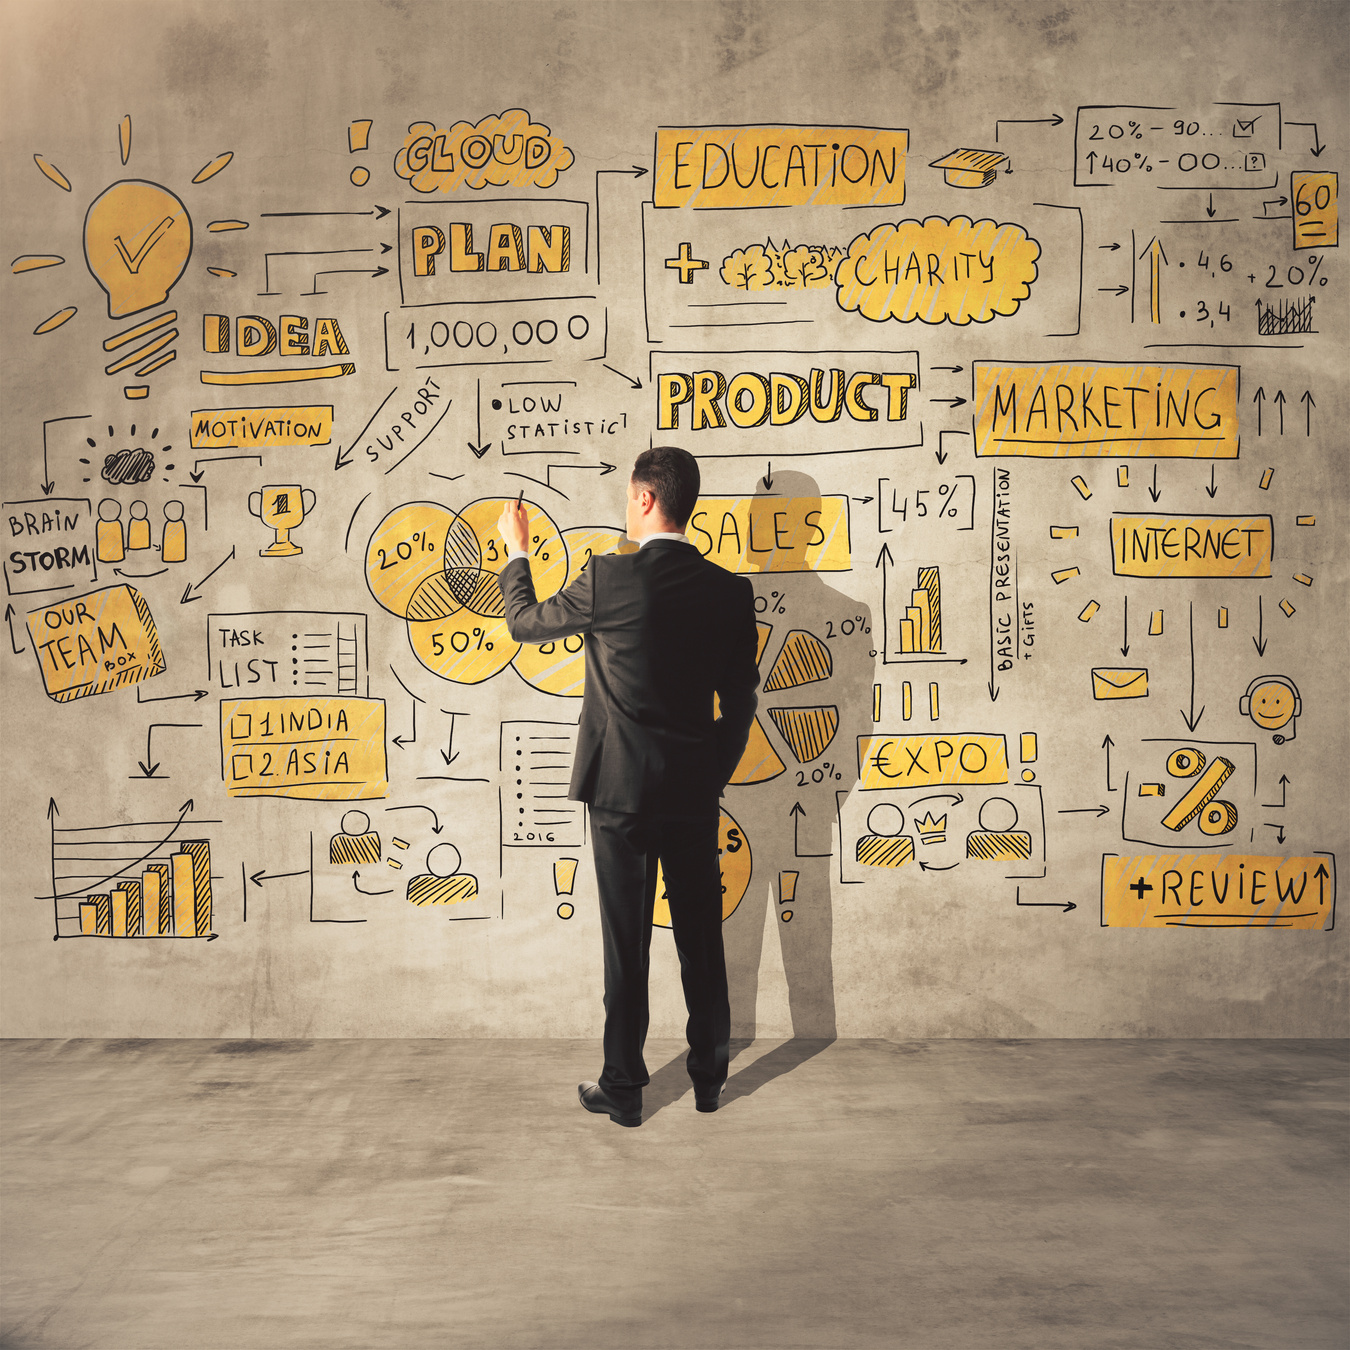 CLOUD
PLAN
1,000,000
IDEA
MOTiVATiON
SUPPORT
•LOW
STATiSTiC
EDUCATiON
+
CHARiTY
20% - 90...
↑40% - 00...?
60
• 4,6
• 3,4
+20%
PRODUCT
MARKETiNG
BRAiN
STORM
1
OUR
TEAM
BOX
TASK
LIST
1 INDiA
2. ASiA
20%
50%
SALES
[45%]
BASiC PRESENTATiON
+ GiFTS
INTERNET
20%
20%
2016
€XPO
%
+REViEW↑